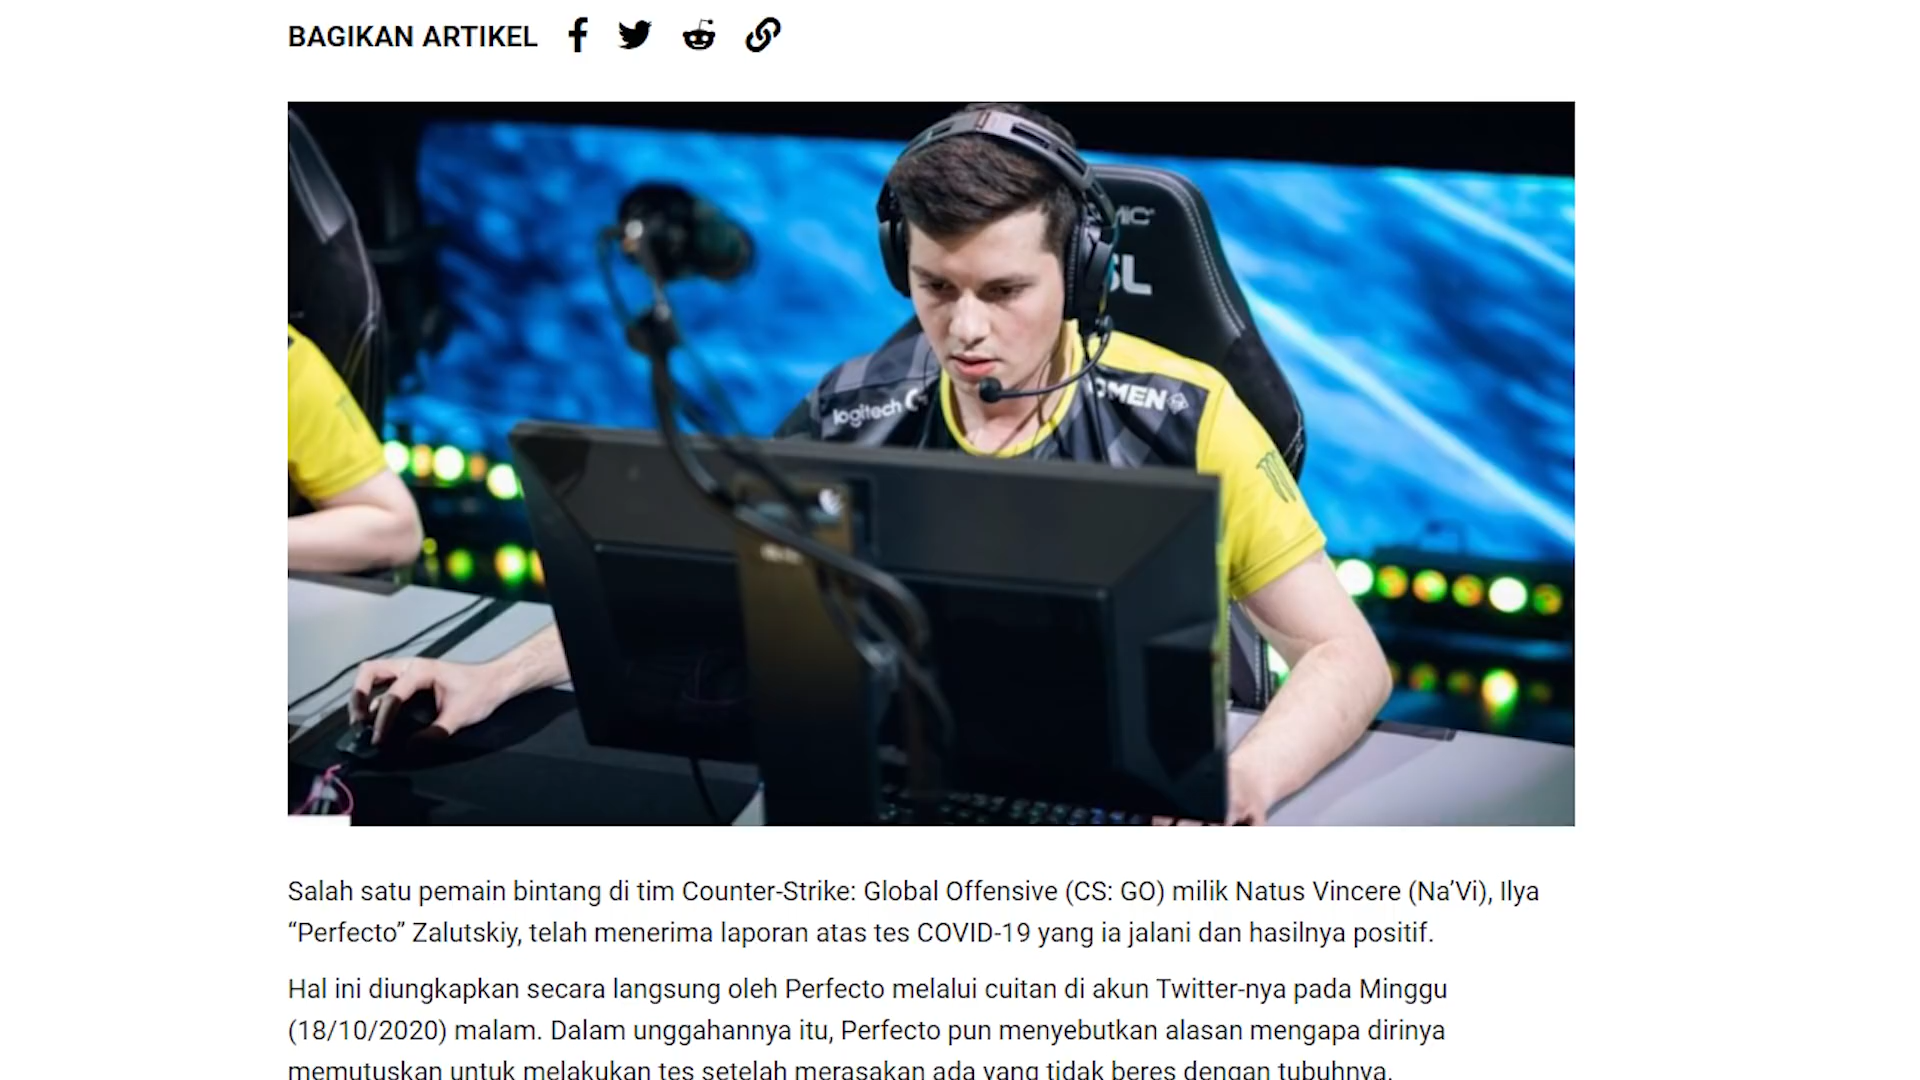 BAGIKAN ARTIKEL
MIC
SL
logitech G
OMEN
Salah satu pemain bintang di tim Counter-Strike: Global Offensive (CS: GO) milik Natus Vincere (Na’Vi), Ilya
“Perfecto” Zalutskiy, telah menerima laporan atas tes COVID-19 yang ia jalani dan hasilnya positif.
Hal ini diungkapkan secara langsung oleh Perfecto melalui cuitan di akun Twitter-nya pada Minggu
(18/10/2020) malam. Dalam unggahannya itu, Perfecto pun menyebutkan alasan mengapa dirinya
memutuskan untuk melakukan tes setelah merasakan ada yang tidak beres dengan tubuhnya.